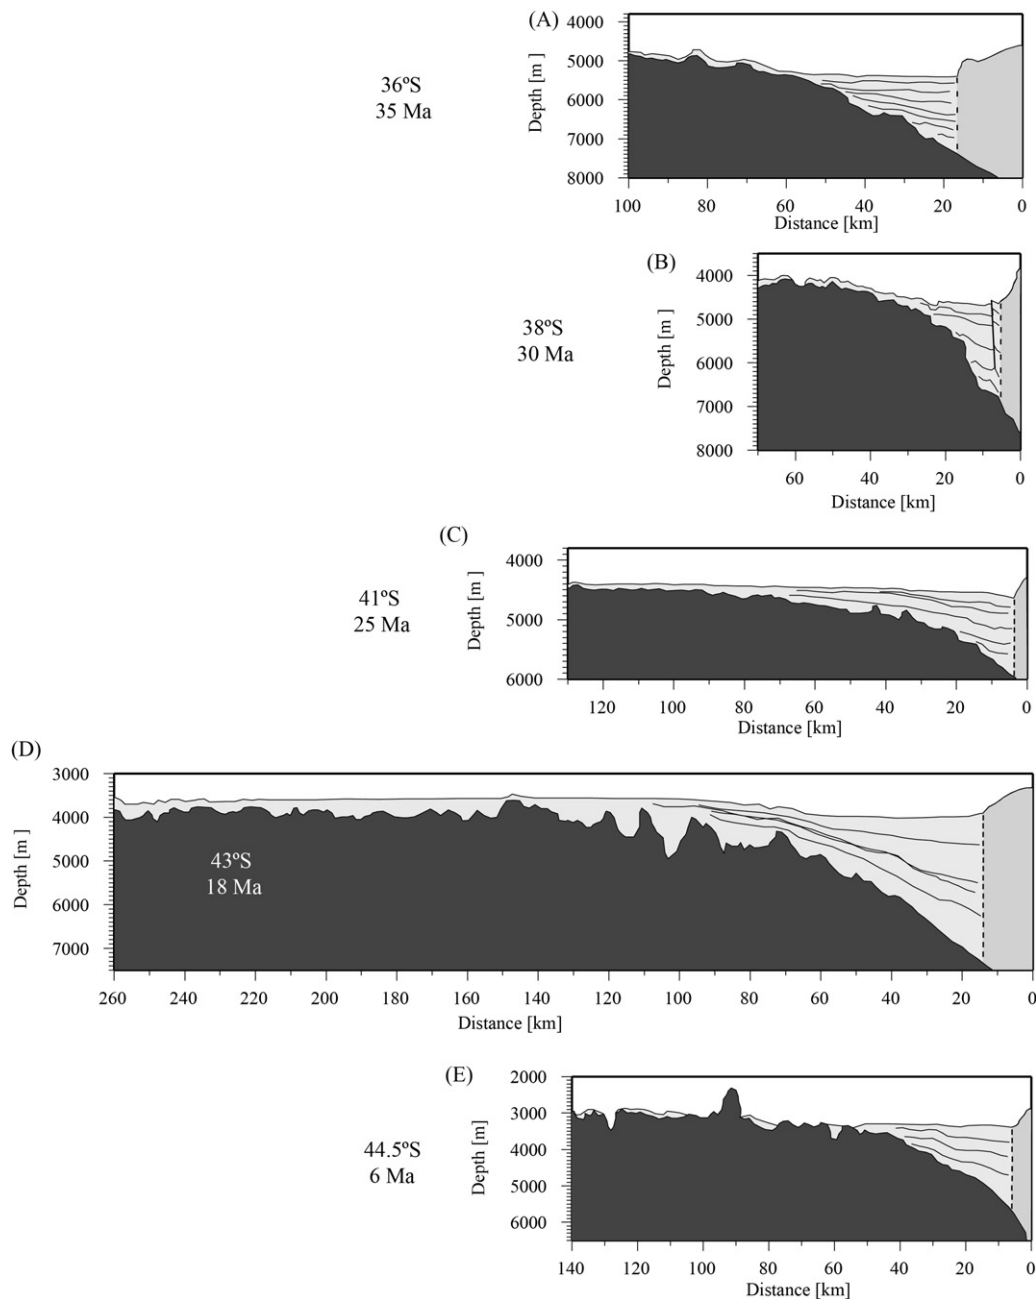 (A)
36ºS
35 Ma
Depth [m]
4000
5000
6000
7000
8000
100 80 60 40 20 0
Distance [km]
(B)
38ºS
30 Ma
Depth [m]
4000
5000
6000
7000
8000
60 40 20 0
Distance [km]
(C)
41ºS
25 Ma
Depth [m]
4000
5000
6000
120 100 80 60 40 20 0
Distance [km]
(D)
43ºS
18 Ma
Depth [m]
3000
4000
5000
6000
7000
260 240 220 200 180 160 140 120 100 80 60 40 20 0
Distance [km]
(E)
44.5ºS
6 Ma
Depth [m]
2000
3000
4000
5000
6000
140 120 100 80 60 40 20 0
Distance [km]